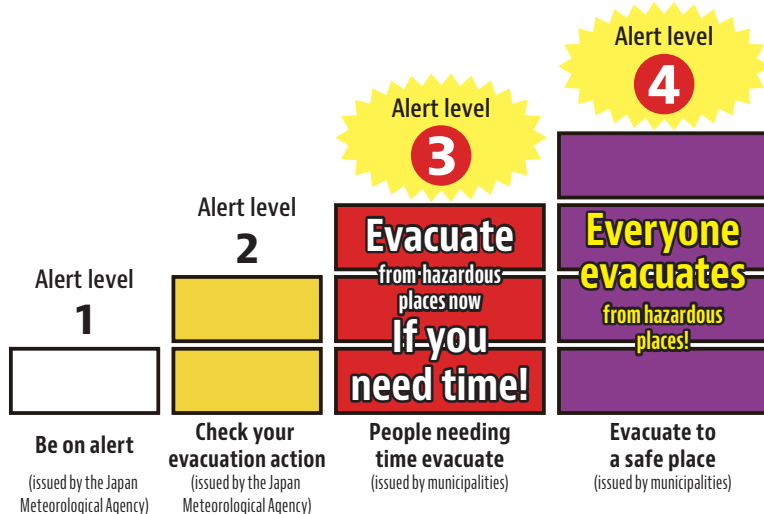 Alert level
1
Be on alert
(issued by the Japan
Meteorological Agency)
Alert level
2
Check your
evacuation action
(issued by the Japan
Meteorological Agency)
Alert level
3
Evacuate
from hazardous
places now
If you
need time!
People needing
time evacuate
(issued by municipalities)
Alert level
4
Everyone
evacuates
from hazardous
places!
Evacuate to
a safe place
(issued by municipalities)